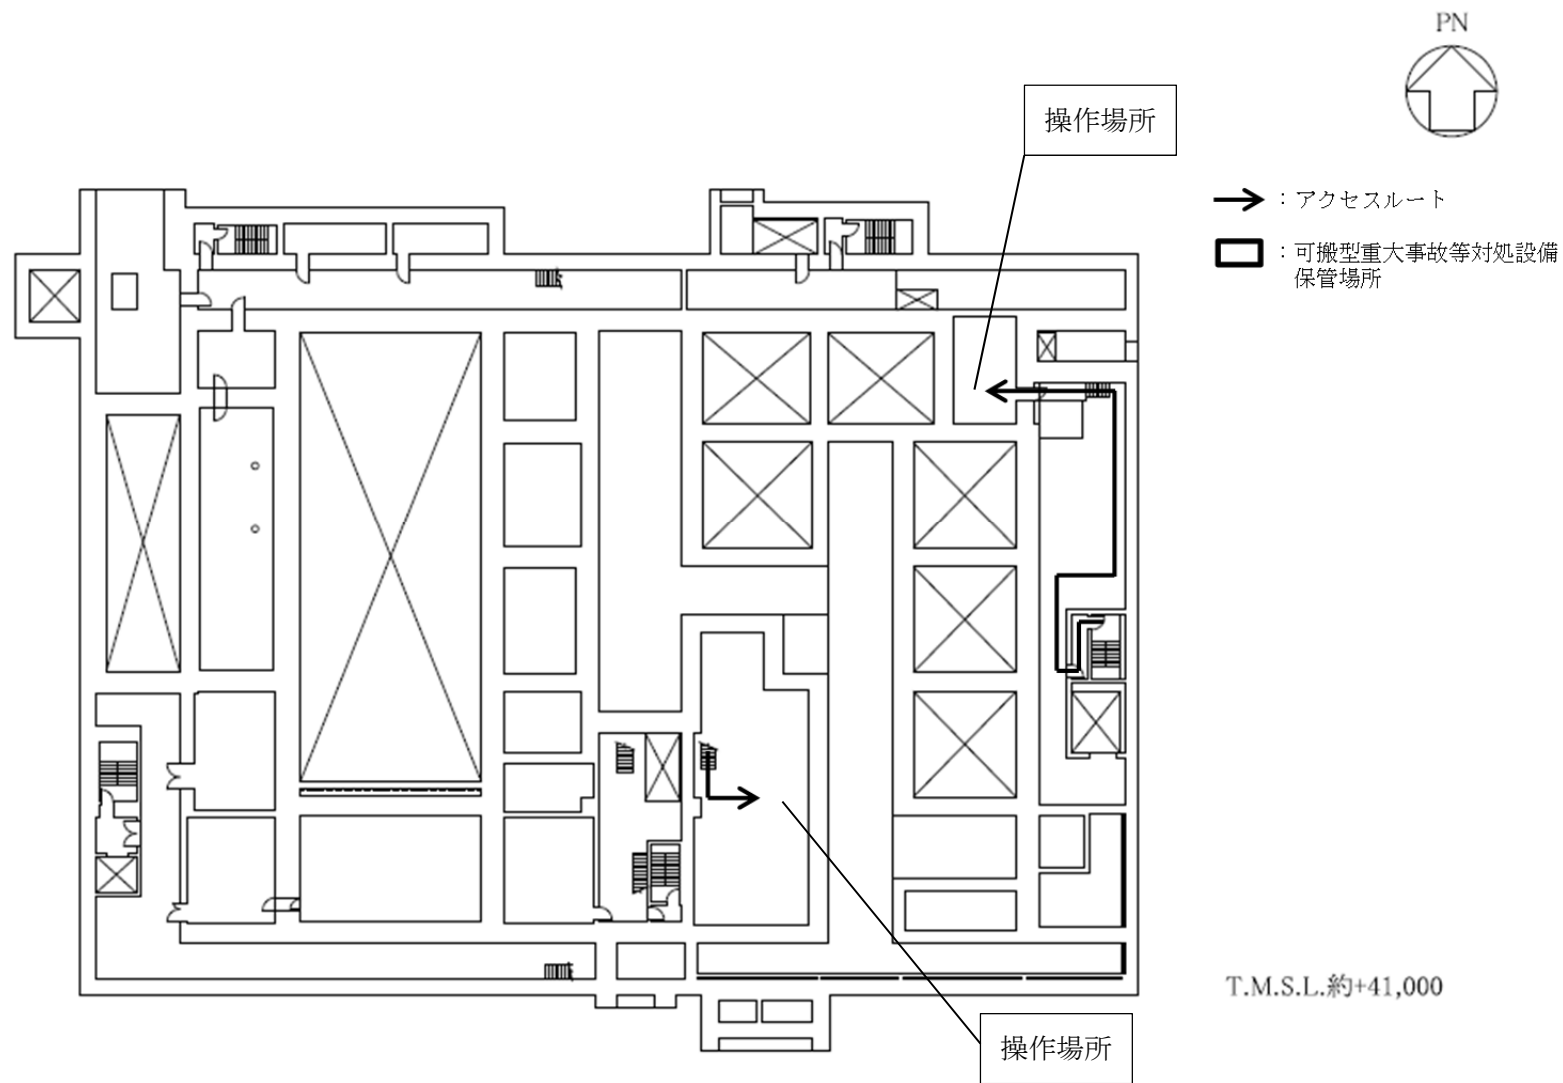 PN
操作場所
：アクセスルート
：可搬型重大事故等対処設備
保管場所
T.M.S.L.約+41,000
操作場所